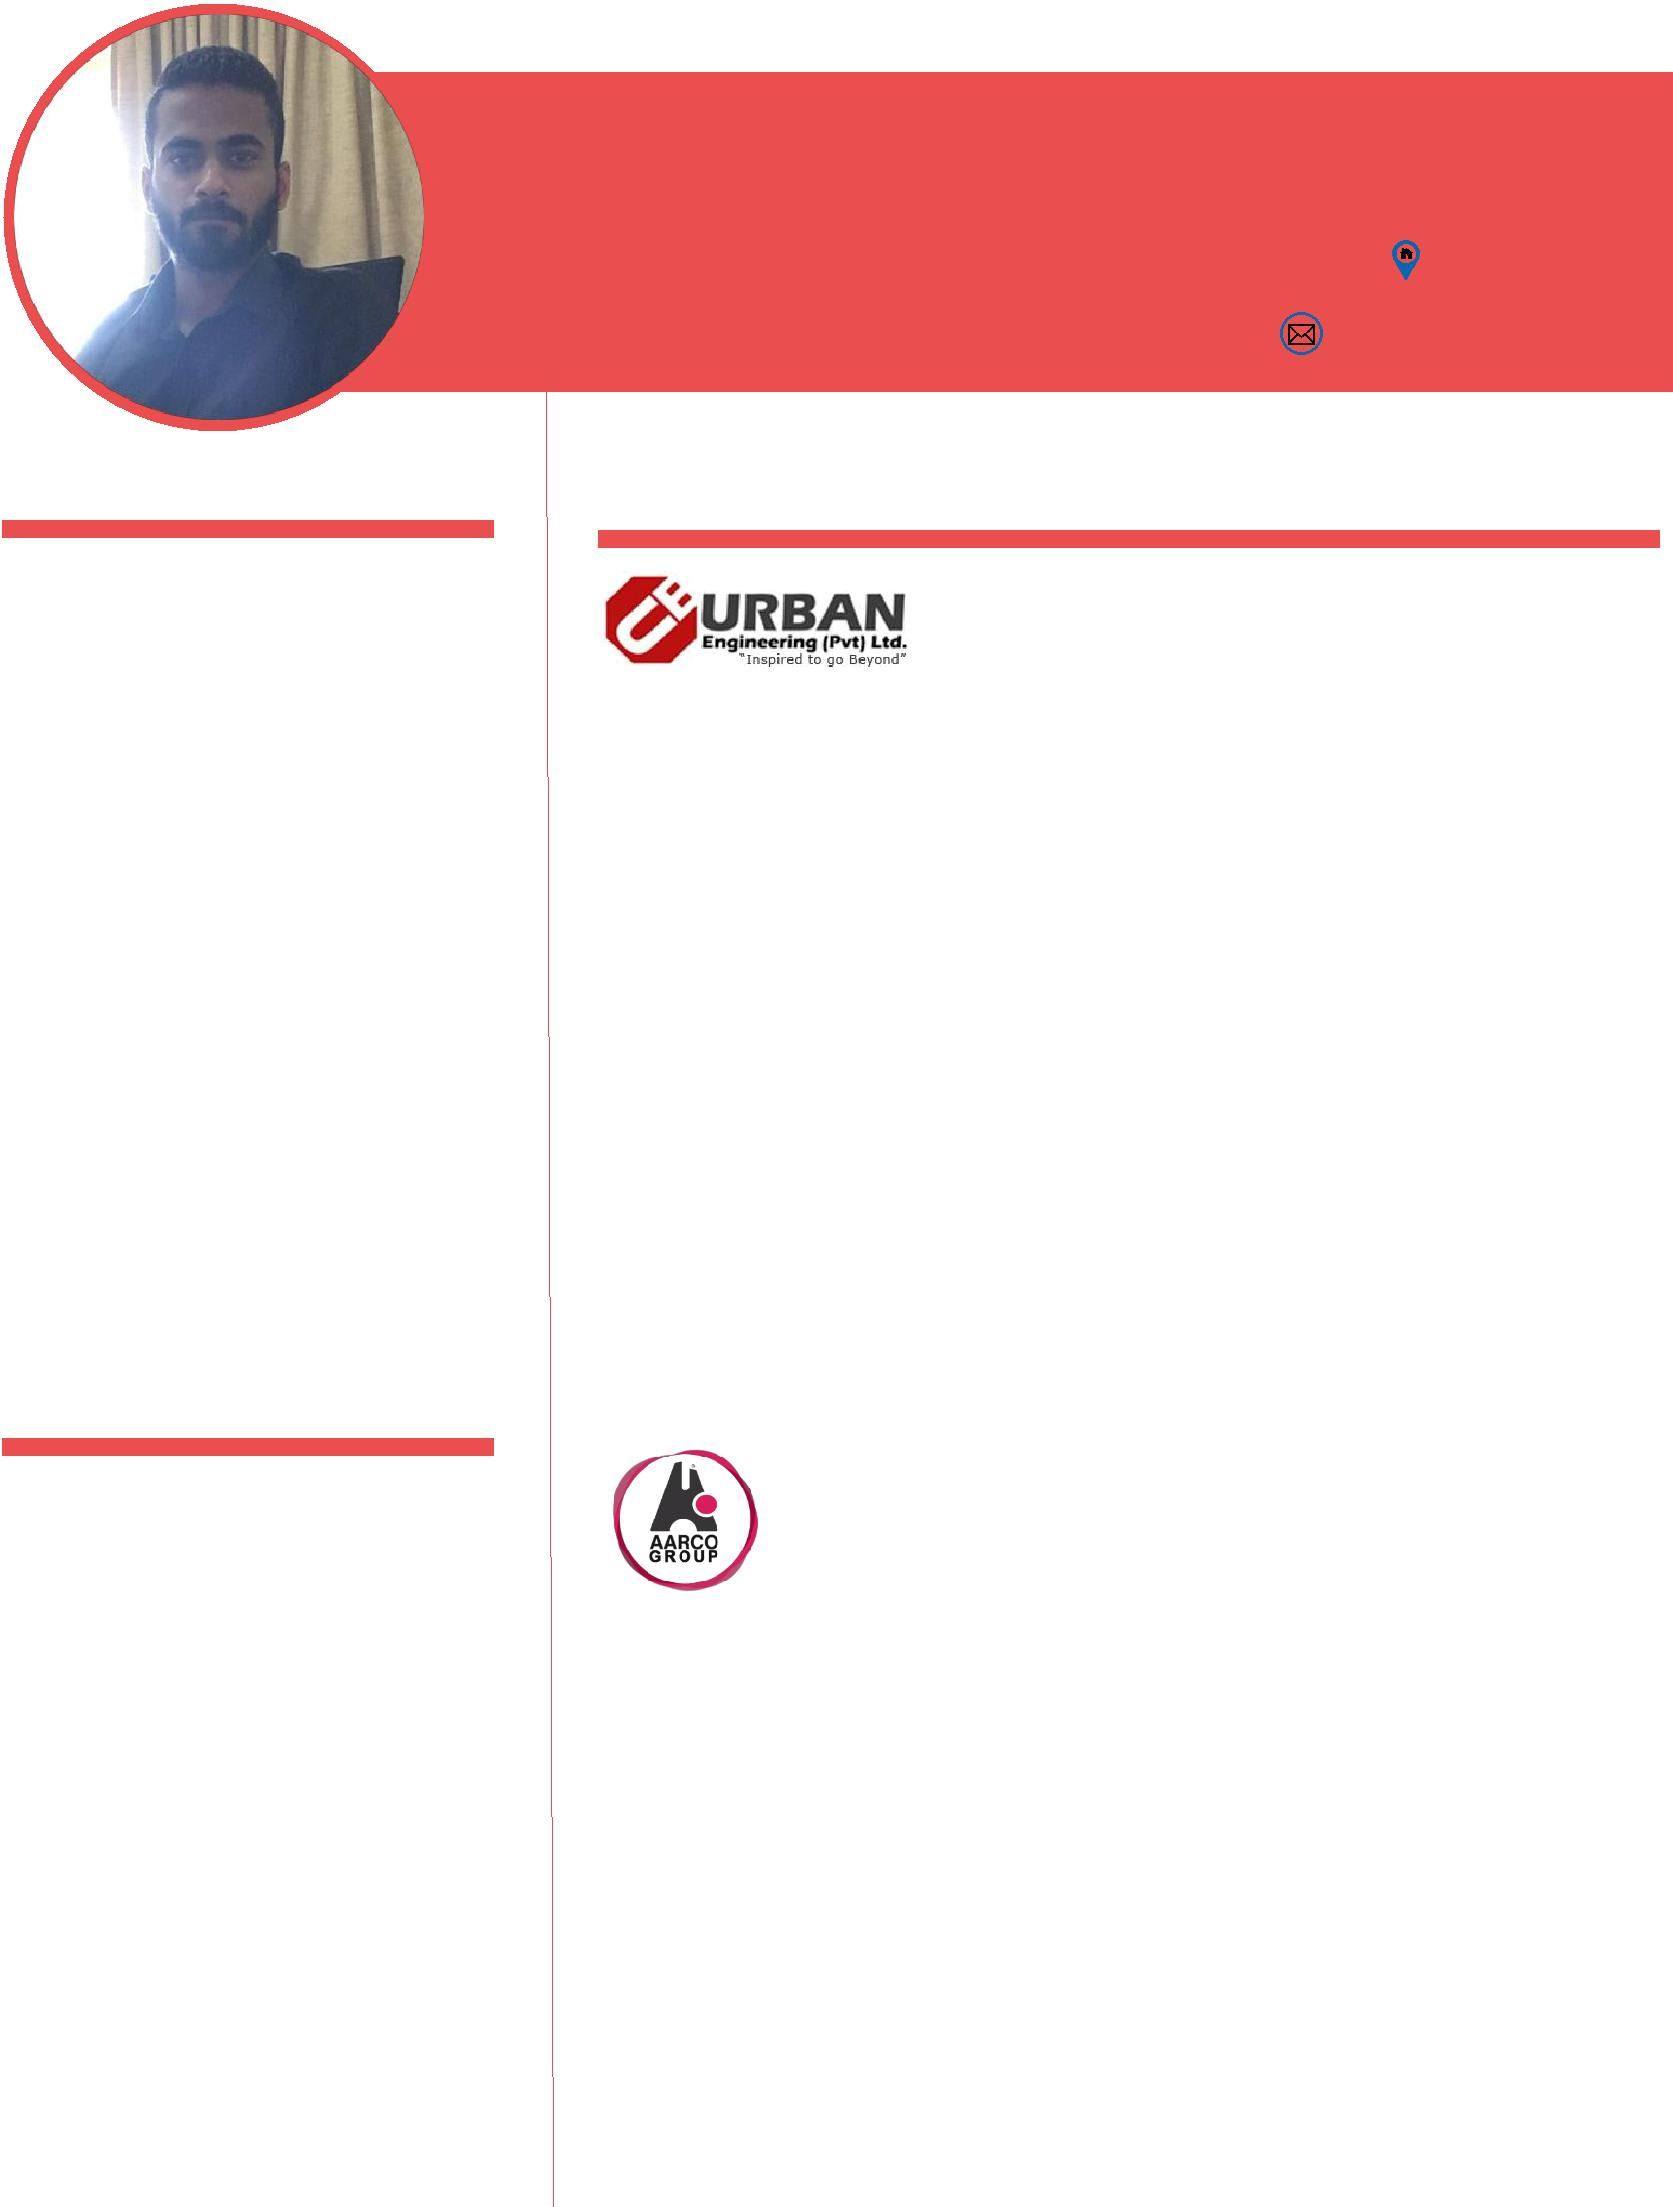 URBAN
Engineering (Pvt) Ltd.
“Inspired to go Beyond”
AARCO
GROUP